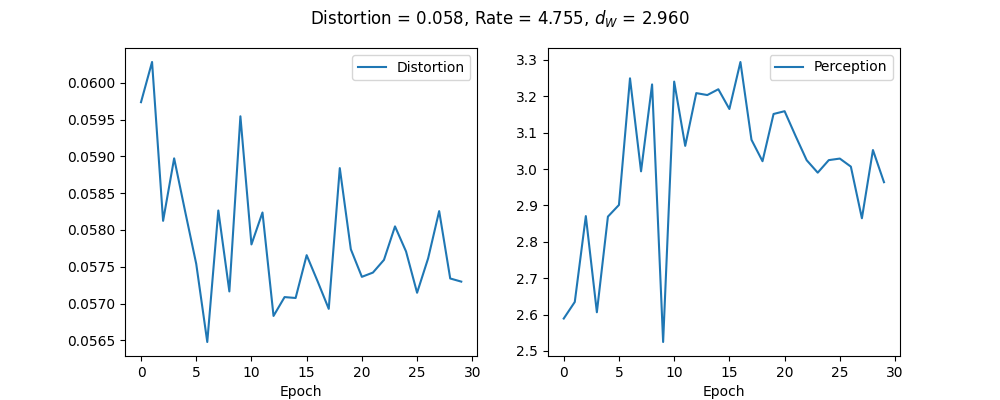 Distortion = 0.058, Rate = 4.755, $d_W$ = 2.960
Distortion
0.0600
0.0595
0.0590
0.0585
0.0580
0.0575
0.0570
0.0565
0 5 10 15 20 25 30
Epoch
Perception
3.3
3.2
3.1
3.0
2.9
2.8
2.7
2.6
2.5
0 5 10 15 20 25 30
Epoch